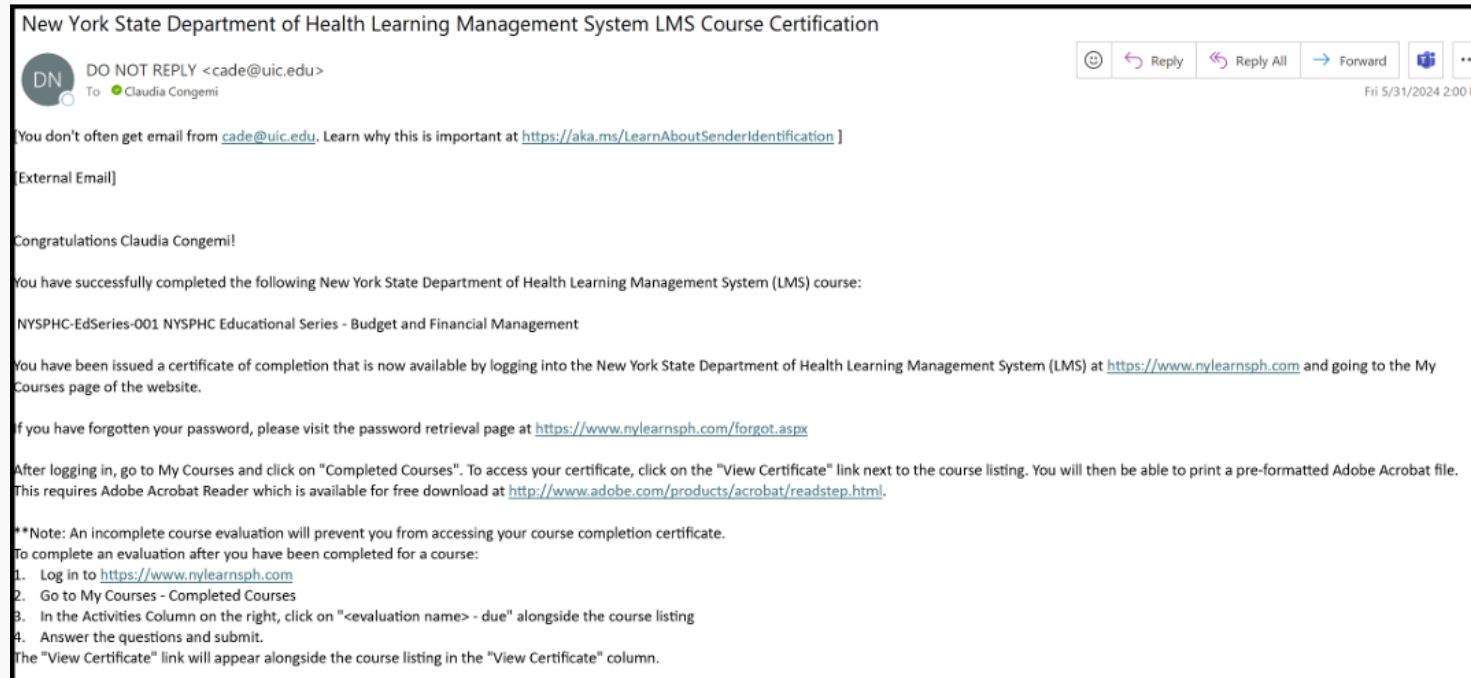 New York State Department of Health Learning Management System LMS Course Certification
DN
DO NOT REPLY <cade@uic.edu>
To Claudia Congemi
Reply
Reply All
Forward
Fri 5/31/2024 2:00
[You don't often get email from cade@uic.edu. Learn why this is important at https://aka.ms/LearnAboutSenderIdentification ]
[External Email]
Congratulations Claudia Congemi!
You have successfully completed the following New York State Department of Health Learning Management System (LMS) course:
NYSPHC-EdSeries-001 NYSPHC Educational Series - Budget and Financial Management
You have been issued a certificate of completion that is now available by logging into the New York State Department of Health Learning Management System (LMS) at https://www.nylearnsph.com and going to the My
Courses page of the website.
If you have forgotten your password, please visit the password retrieval page at https://www.nylearnsph.com/forgot.aspx
After logging in, go to My Courses and click on "Completed Courses". To access your certificate, click on the "View Certificate" link next to the course listing. You will then be able to print a pre-formatted Adobe Acrobat file.
This requires Adobe Acrobat Reader which is available for free download at http://www.adobe.com/products/acrobat/readstep.html.
**Note: An incomplete course evaluation will prevent you from accessing your course completion certificate.
To complete an evaluation after you have been completed for a course:
1. Log in to https://www.nylearnsph.com
2. Go to My Courses - Completed Courses
3. In the Activities Column on the right, click on "<evaluation name> - due" alongside the course listing
4. Answer the questions and submit.
The "View Certificate" link will appear alongside the course listing in the "View Certificate" column.